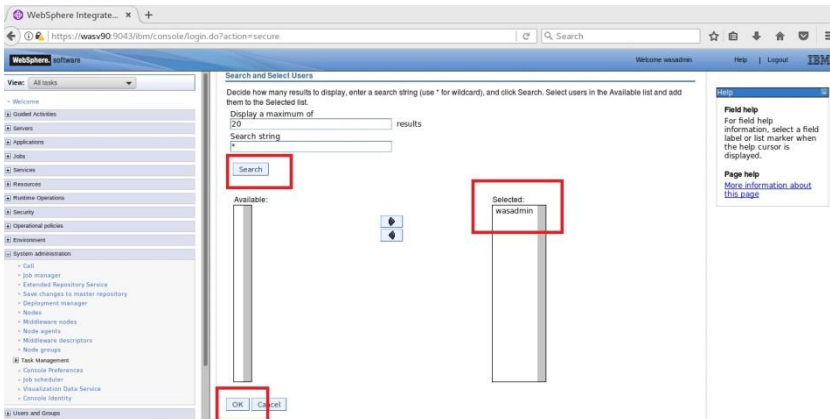 WebSphere Integrate... × +
https://wasv90:9043/ibm/console/login.do?action=secure
Search
WebSphere. software
Welcome wasadmin
Help | Logout
IBM
View: All tasks
Welcome
Guided Activities
Servers
Applications
Jobs
Services
Resources
Runtime Operations
Security
Operational policies
Environment
System administration
Cell
Job manager
Extended Repository Service
Save changes to master repository
Deployment manager
Nodes
Middleware nodes
Node agents
Middleware descriptors
Node groups
Task Management
Console Preferences
Job scheduler
Visualization Data Service
Console Identity
Users and Groups
Search and Select Users
Decide how many results to display, enter a search string (use * for wildcard), and click Search. Select users in the Available list and add
them to the Selected list.
Display a maximum of
20 results
Search string
*
Search
Available:
Selected:
wasadmin
OK Cancel
Help
Field help
For field help
information, select a field
label or list marker when
the help cursor is
displayed.
Page help
More information about
this page